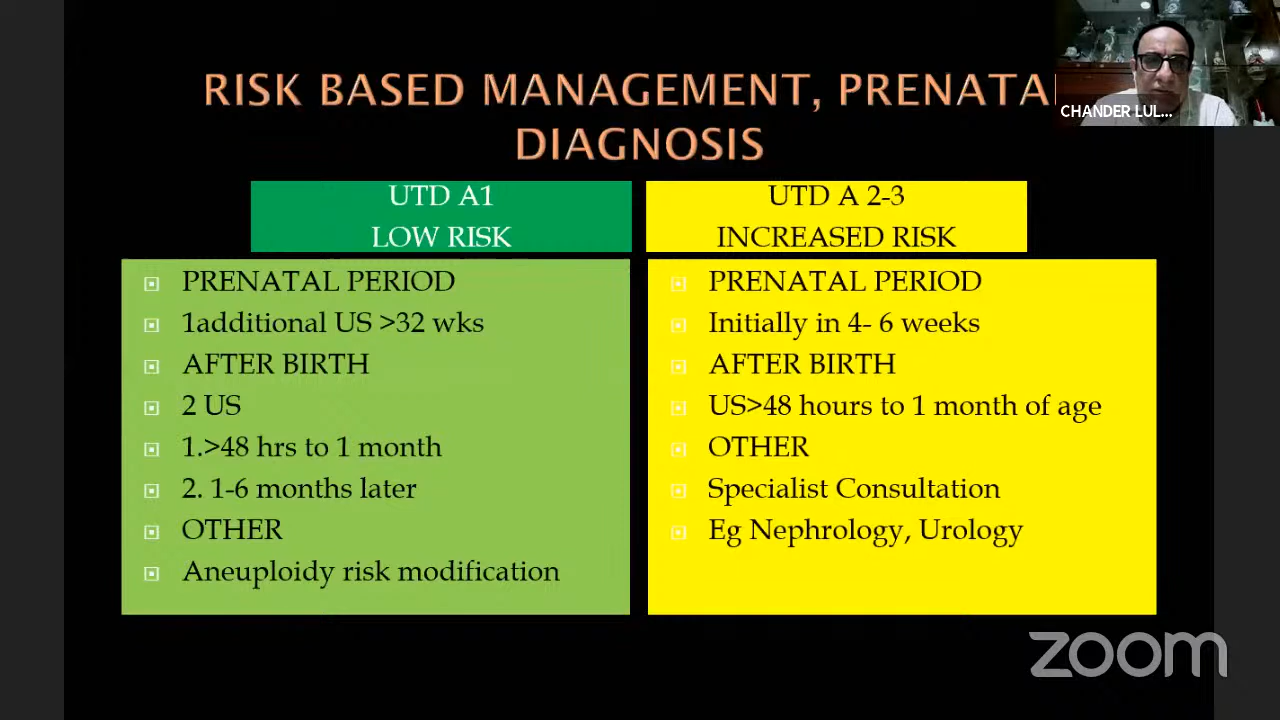 RISK BASED MANAGEMENT, PRENATA
DIAGNOSIS
CHANDER LUL...
UTD A1
LOW RISK
UTD A 2-3
INCREASED RISK
PRENATAL PERIOD
1additional US >32 wks
AFTER BIRTH
2 US
1.>48 hrs to 1 month
2. 1-6 months later
OTHER
Aneuploidy risk modification
PRENATAL PERIOD
Initially in 4- 6 weeks
AFTER BIRTH
US>48 hours to 1 month of age
OTHER
Specialist Consultation
Eg Nephrology, Urology
zoom